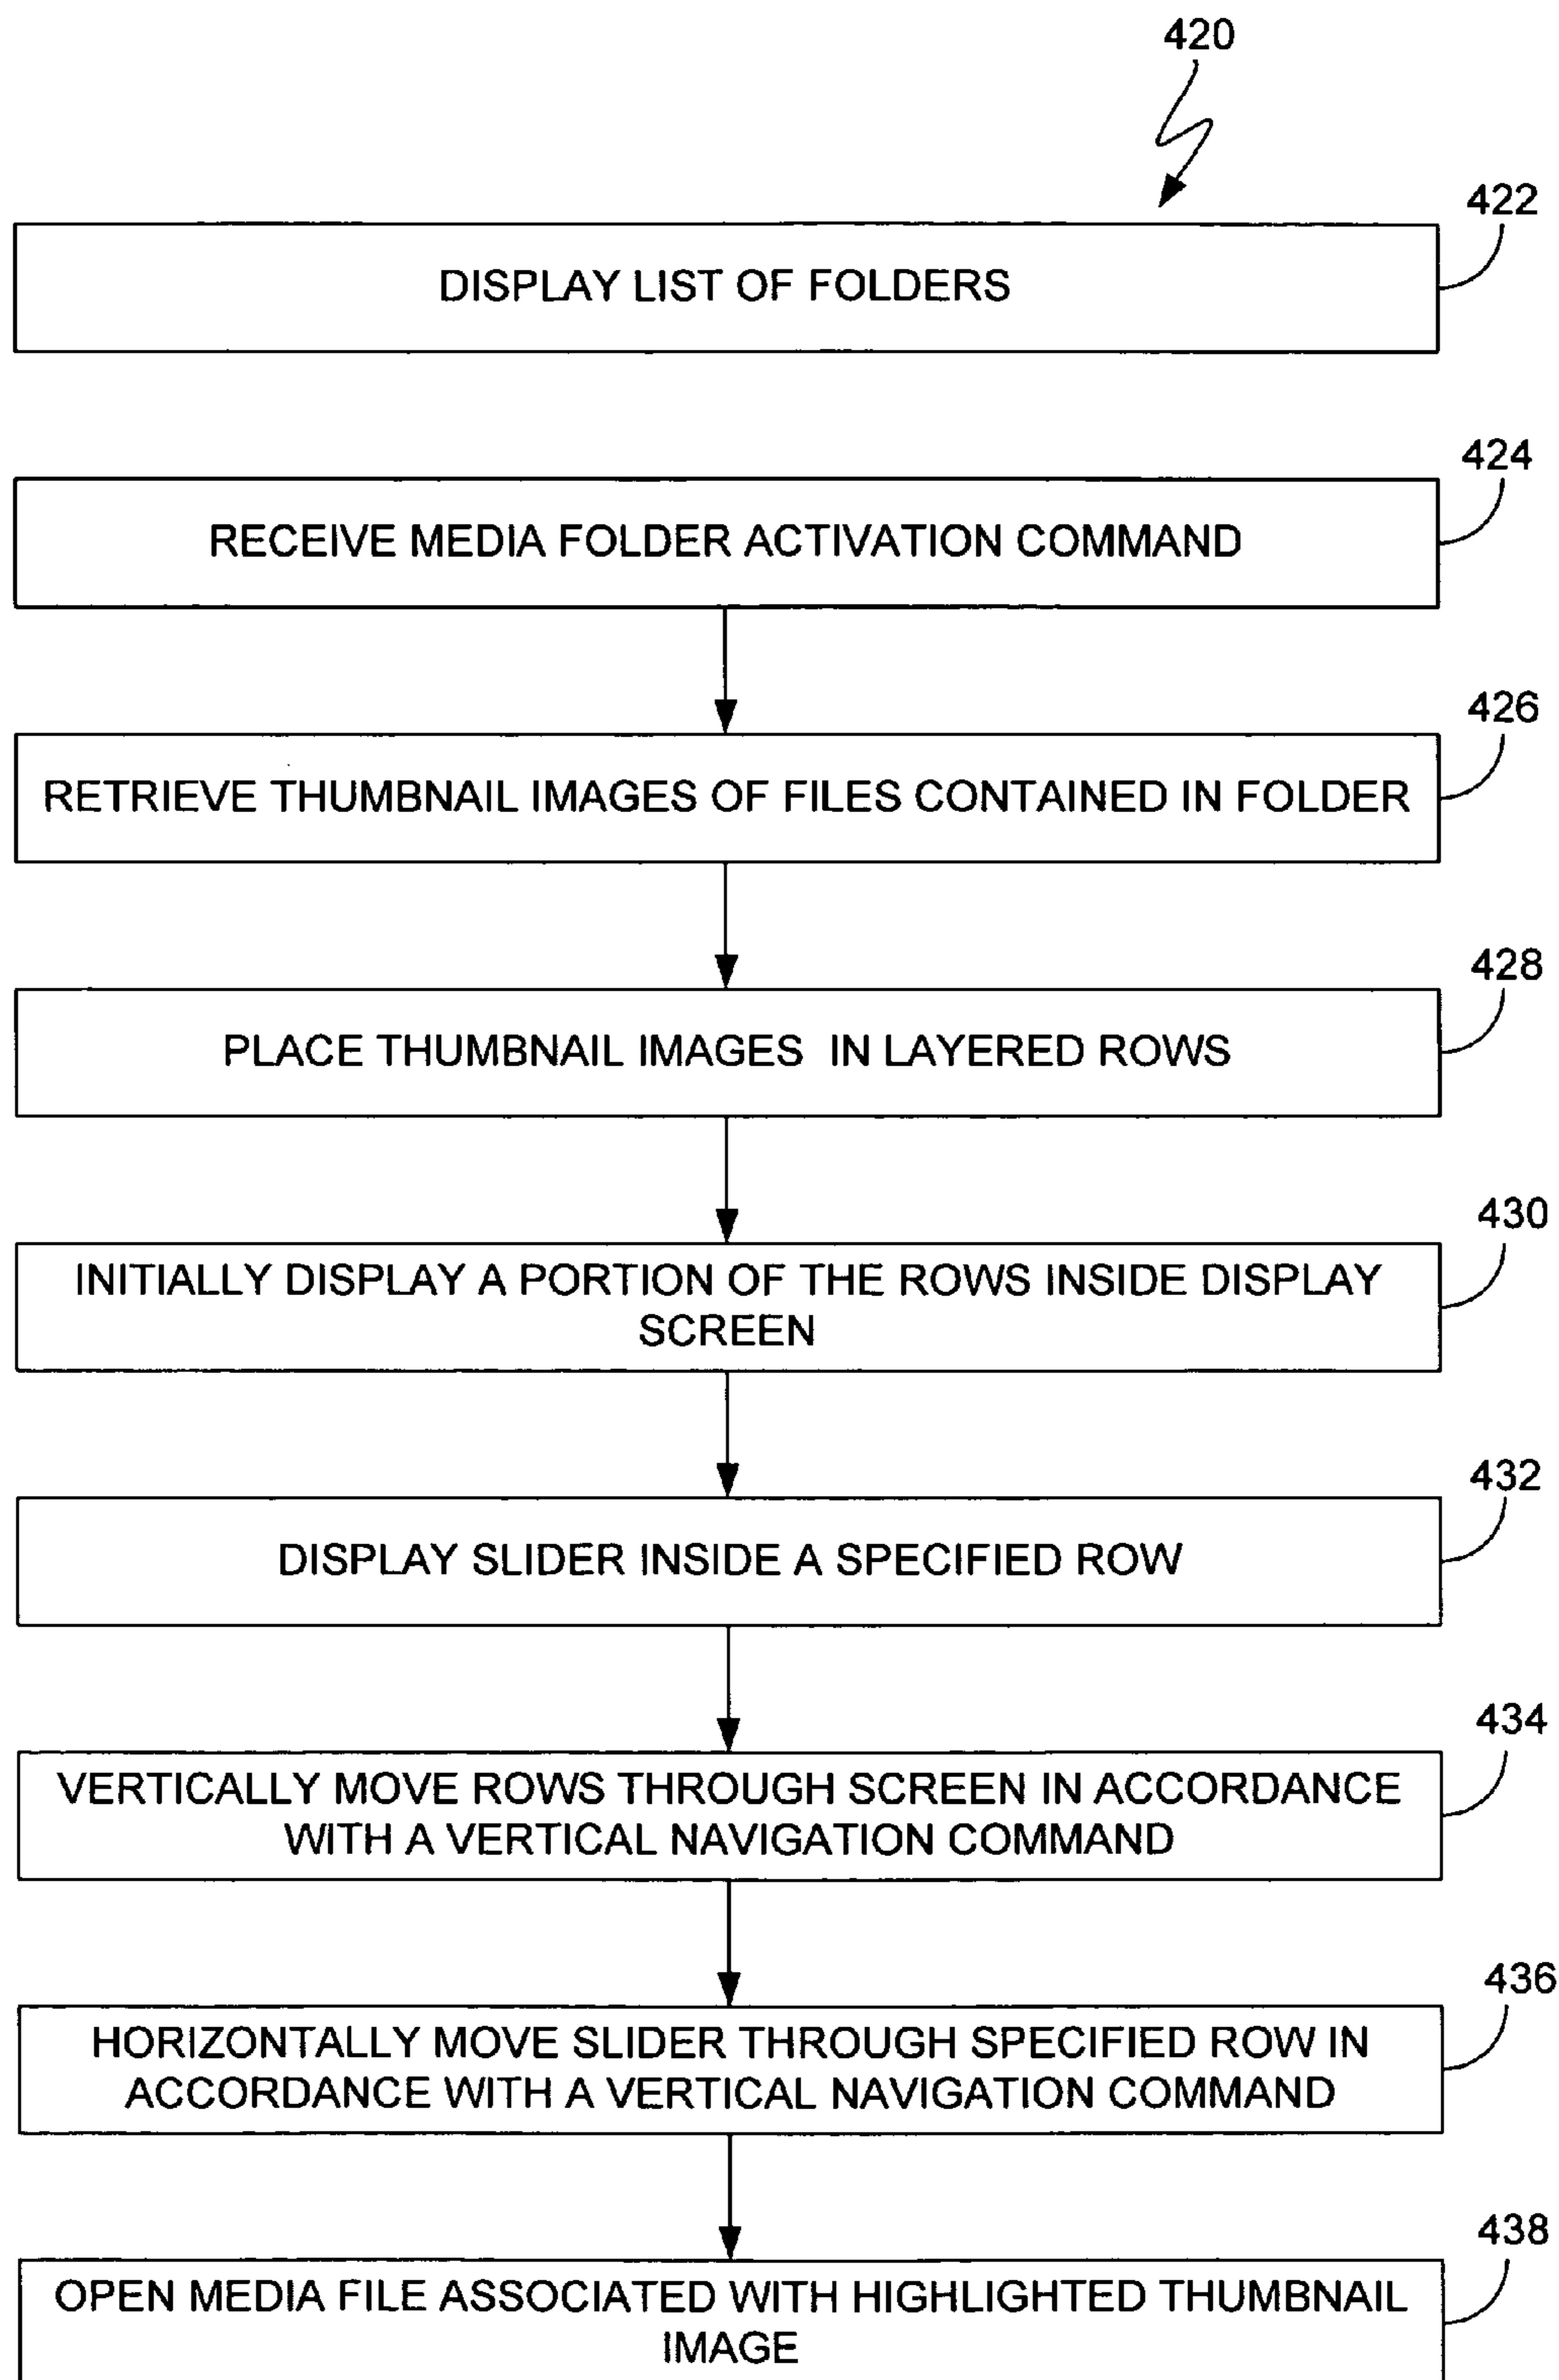 420
422
DISPLAY LIST OF FOLDERS
424
RECEIVE MEDIA FOLDER ACTIVATION COMMAND
426
RETRIEVE THUMBNAIL IMAGES OF FILES CONTAINED IN FOLDER
428
PLACE THUMBNAIL IMAGES IN LAYERED ROWS
430
INITIALLY DISPLAY A PORTION OF THE ROWS INSIDE DISPLAY
SCREEN
432
DISPLAY SLIDER INSIDE A SPECIFIED ROW
434
VERTICALLY MOVE ROWS THROUGH SCREEN IN ACCORDANCE
WITH A VERTICAL NAVIGATION COMMAND
436
HORIZONTALLY MOVE SLIDER THROUGH SPECIFIED ROW IN
ACCORDANCE WITH A VERTICAL NAVIGATION COMMAND
438
OPEN MEDIA FILE ASSOCIATED WITH HIGHLIGHTED THUMBNAIL
IMAGE